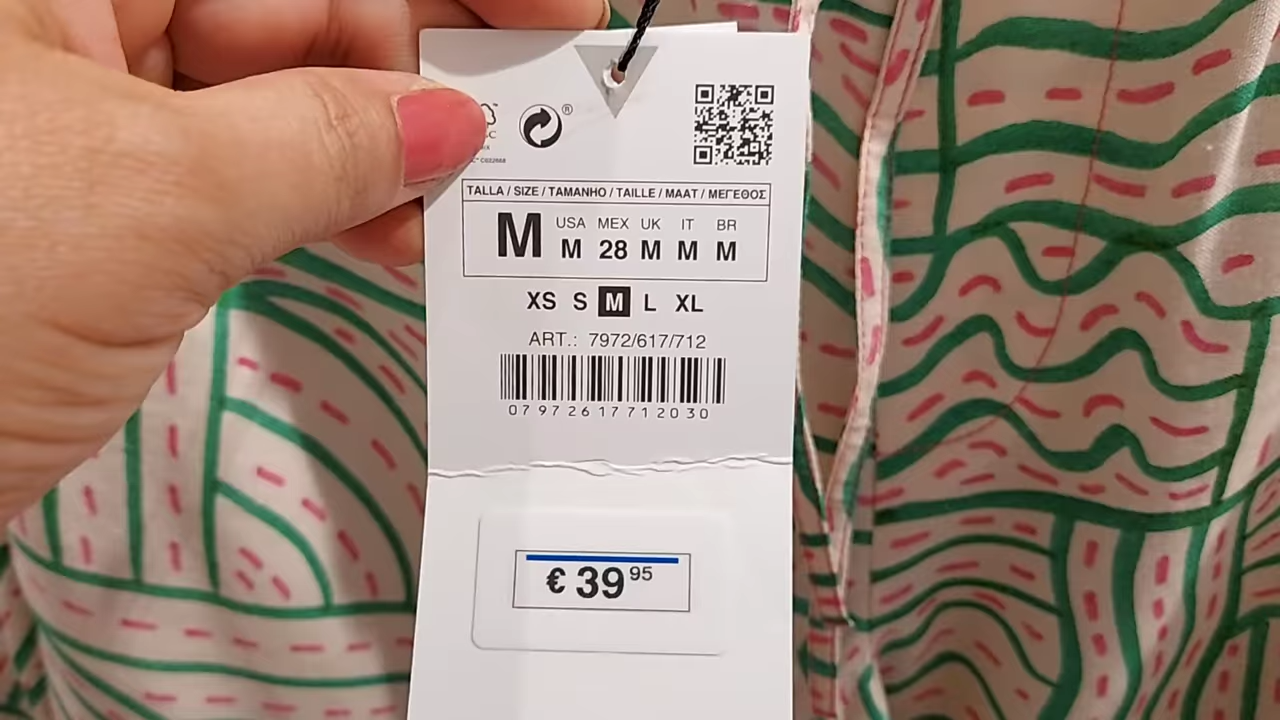 TALLA / SIZE / TAMANHO / TAILLE / MAAT / ΜΕΓΕΘΟΣ
M
USA MEX UK IT BR
M 28 M M M
XS S M L XL
ART.: 7972/617/712
07972617712030
€ 39 95